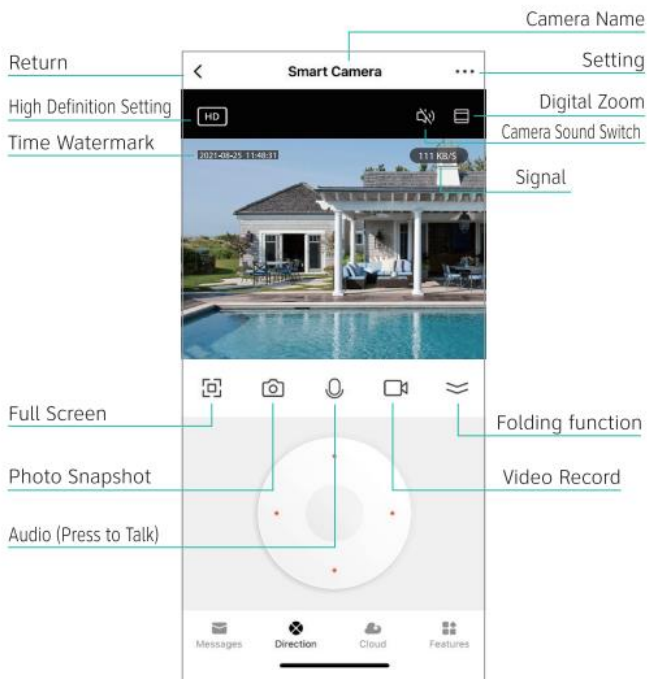 Camera Name
Return
Smart Camera
Setting
High Definition Setting
HD
Digital Zoom
Camera Sound Switch
Time Watermark
2021-08-25 11:48:31
111 KB/S
Signal
Full Screen
Folding function
Photo Snapshot
Video Record
Audio (Press to Talk)
Messages
Direction
Cloud
Features